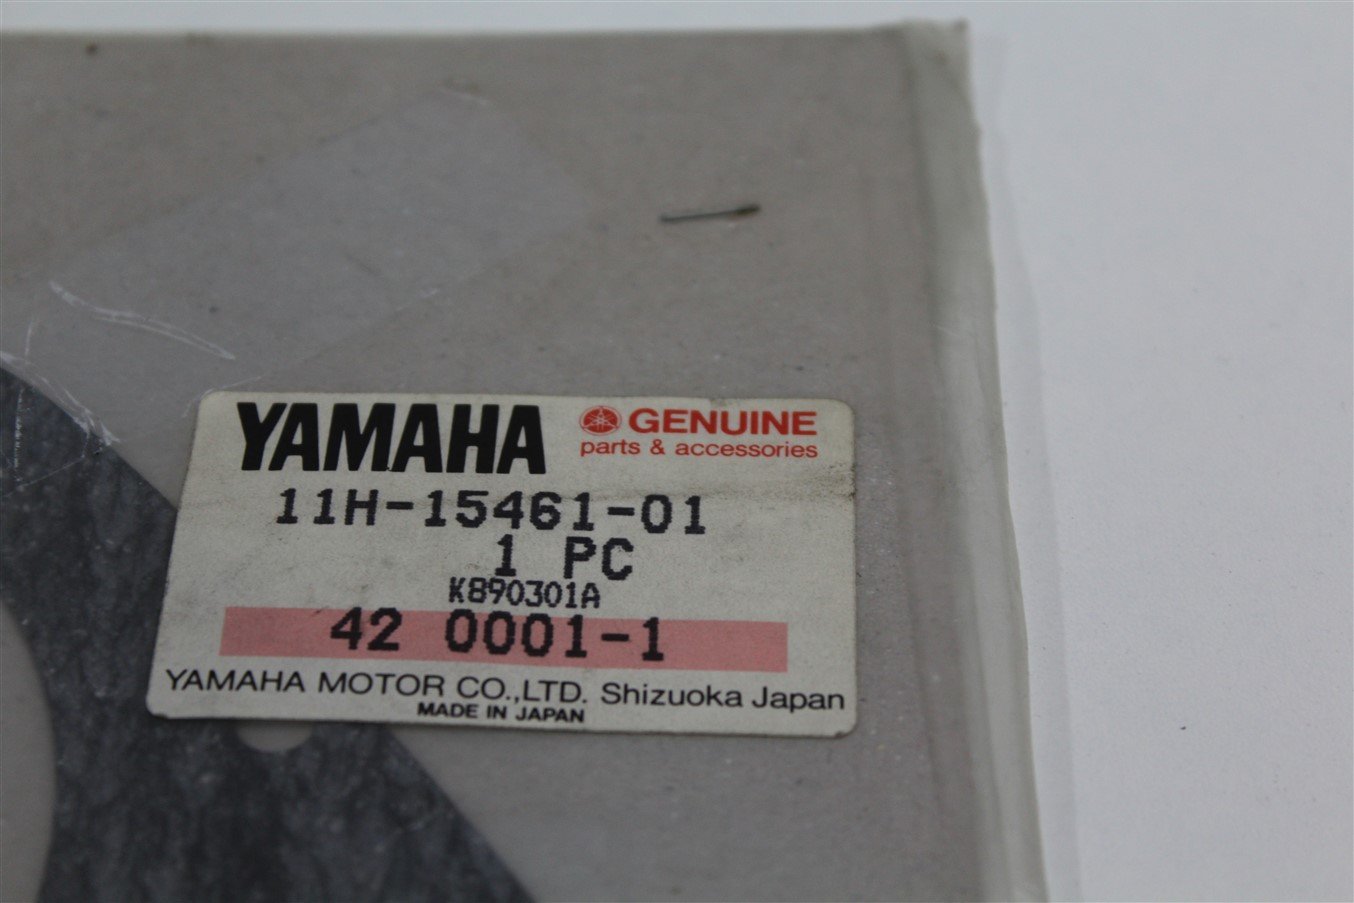 YAMAHA GENUINE
parts & accessories
11H-15461-01
1 PC
K890301A
42 0001-1
YAMAHA MOTOR CO.,LTD. Shizuoka Japan
MADE IN JAPAN